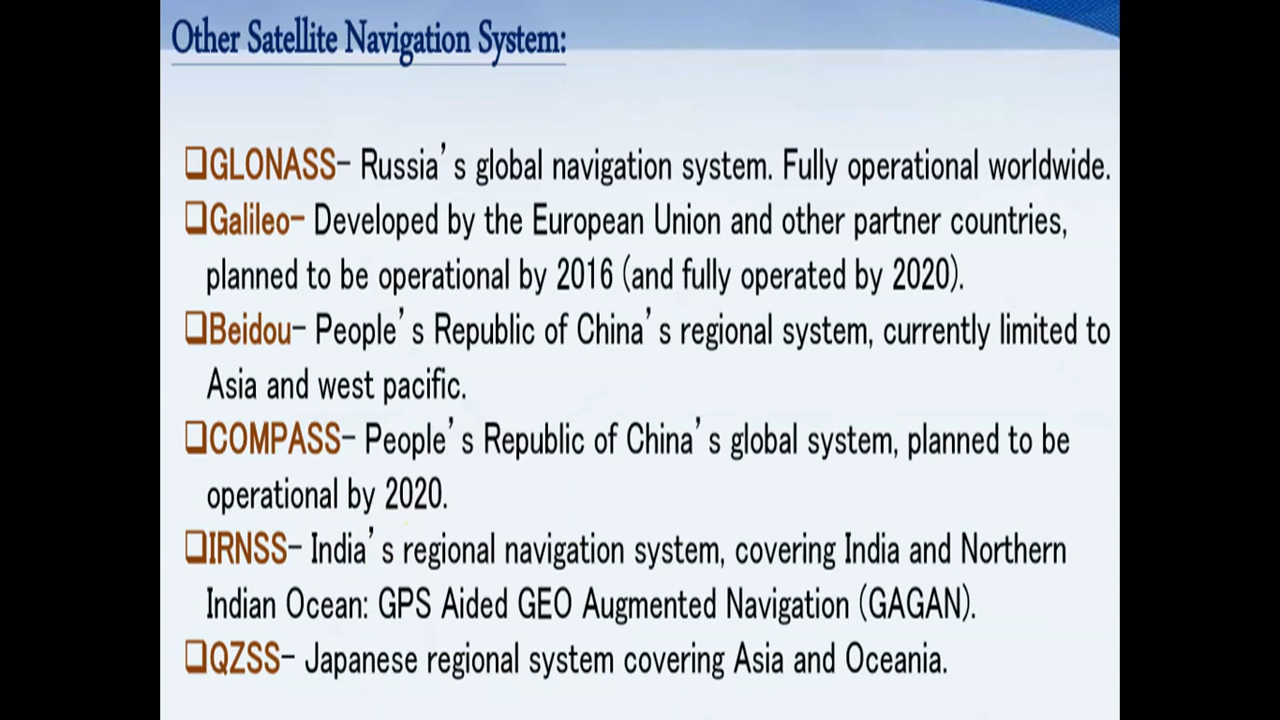 Other Satellite Navigation System:
❑GLONASS- Russia's global navigation system. Fully operational worldwide.
❑Galileo- Developed by the European Union and other partner countries,
planned to be operational by 2016 (and fully operated by 2020).
❑Beidou- People's Republic of China's regional system, currently limited to
Asia and west pacific.
❑COMPASS- People's Republic of China's global system, planned to be
operational by 2020.
❑IRNSS- India's regional navigation system, covering India and Northern
Indian Ocean: GPS Aided GEO Augmented Navigation (GAGAN).
❑QZSS- Japanese regional system covering Asia and Oceania.